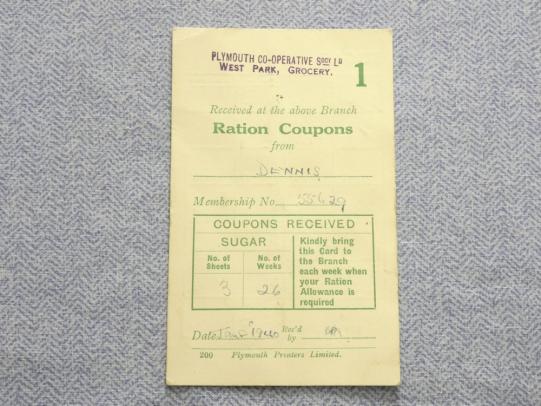 PLYMOUTH CO-OPERATIVE SOCY LD
WEST PARK, GROCERY.
1
Received at the above Branch
Ration Coupons
from
DENNIS
Membership No. 55629
COUPONS RECEIVED
SUGAR
No. of Sheets
No. of Weeks
3
26
Kindly bring
this Card to
the Branch
each week when
your Ration
Allowance is
required
Date 1940
Rec'd by
200 Plymouth Printers Limited.